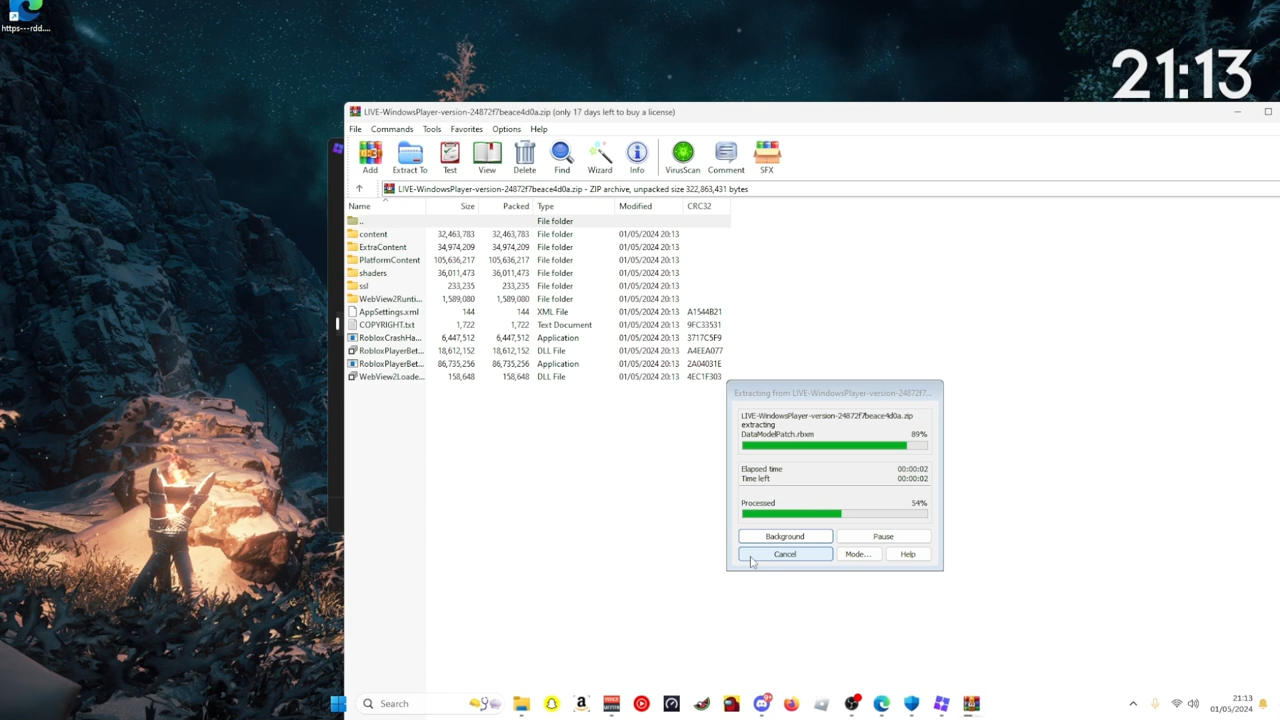 https---rdd....
21:13
LIVE-WindowsPlayer-version-24872f7beace4d0a.zip (only 17 days left to buy a license)
File Commands Tools Favorites Options Help
Add Extract To Test View Delete Find Wizard Info VirusScan Comment SFX
LIVE-WindowsPlayer-version-24872f7beace4d0a.zip - ZIP archive, unpacked size 322,863,431 bytes
Name Size Packed Type Modified CRC32
.. File folder
content 32,463,783 32,463,783 File folder 01/05/2024 20:13
ExtraContent 34,974,209 34,974,209 File folder 01/05/2024 20:13
PlatformContent 105,636,217 105,636,217 File folder 01/05/2024 20:13
shaders 36,011,473 36,011,473 File folder 01/05/2024 20:13
ssl 233,235 233,235 File folder 01/05/2024 20:13
WebView2Runti... 1,589,080 1,589,080 File folder 01/05/2024 20:13
AppSettings.xml 144 144 XML File 01/05/2024 20:13 A1544B21
COPYRIGHT.txt 1,722 1,722 Text Document 01/05/2024 20:13 9FC33531
RobloxCrashHa... 6,447,512 6,447,512 Application 01/05/2024 20:13 3717C5F9
RobloxPlayerBet... 18,612,152 18,612,152 DLL File 01/05/2024 20:13 A4EEA077
RobloxPlayerBet... 86,735,256 86,735,256 Application 01/05/2024 20:13 2A04031E
WebView2Loade... 158,648 158,648 DLL File 01/05/2024 20:13 4EC1F303
Extracting from LIVE-WindowsPlayer-version-24872f7...
LIVE-WindowsPlayer-version-24872f7beace4d0a.zip
extracting
DataModelPatch.rbxm 89%
Elapsed time 00:00:02
Time left 00:00:02
Processed 54%
Background Pause
Cancel Mode... Help
Search
21:13
01/05/2024